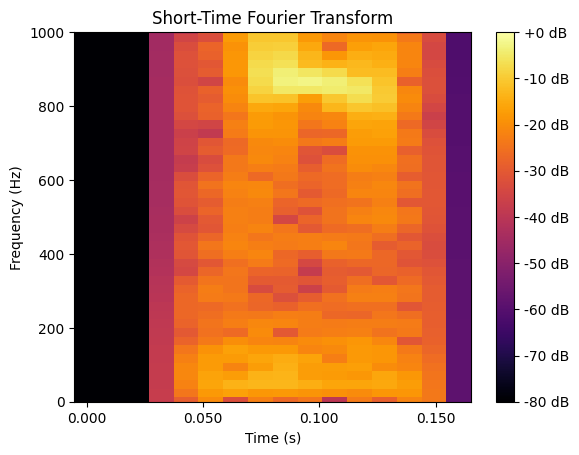 Short-Time Fourier Transform
1000
800
600
400
200
0
Frequency (Hz)
0.000
0.050
0.100
0.150
Time (s)
+0 dB
-10 dB
-20 dB
-30 dB
-40 dB
-50 dB
-60 dB
-70 dB
-80 dB